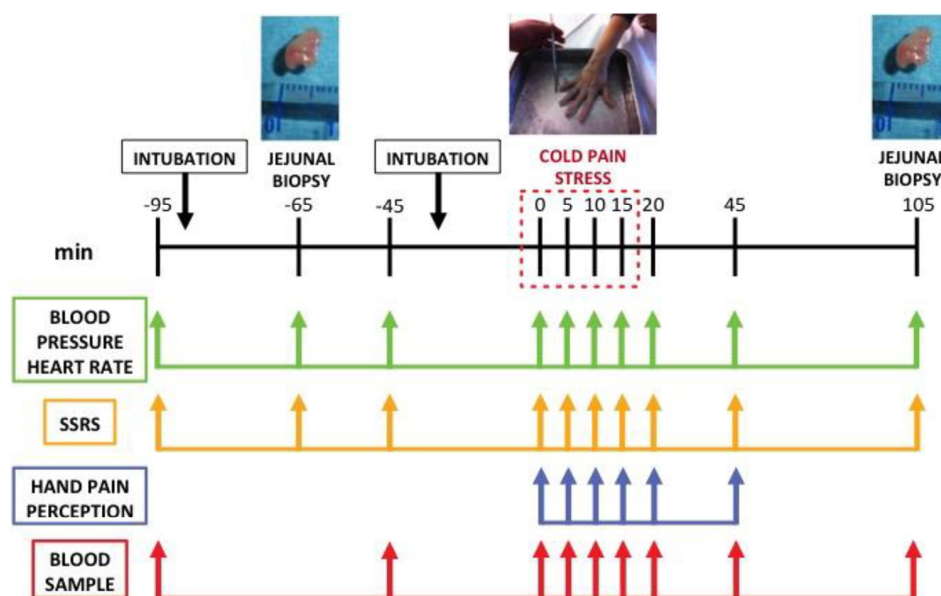 INTUBATION
JEJUNAL
BIOPSY
INTUBATION
COLD PAIN
STRESS
JEJUNAL
BIOPSY
-95 -65 -45 0 5 10 15 20 45 105
min
BLOOD
PRESSURE
HEART RATE
SSRS
HAND PAIN
PERCEPTION
BLOOD
SAMPLE